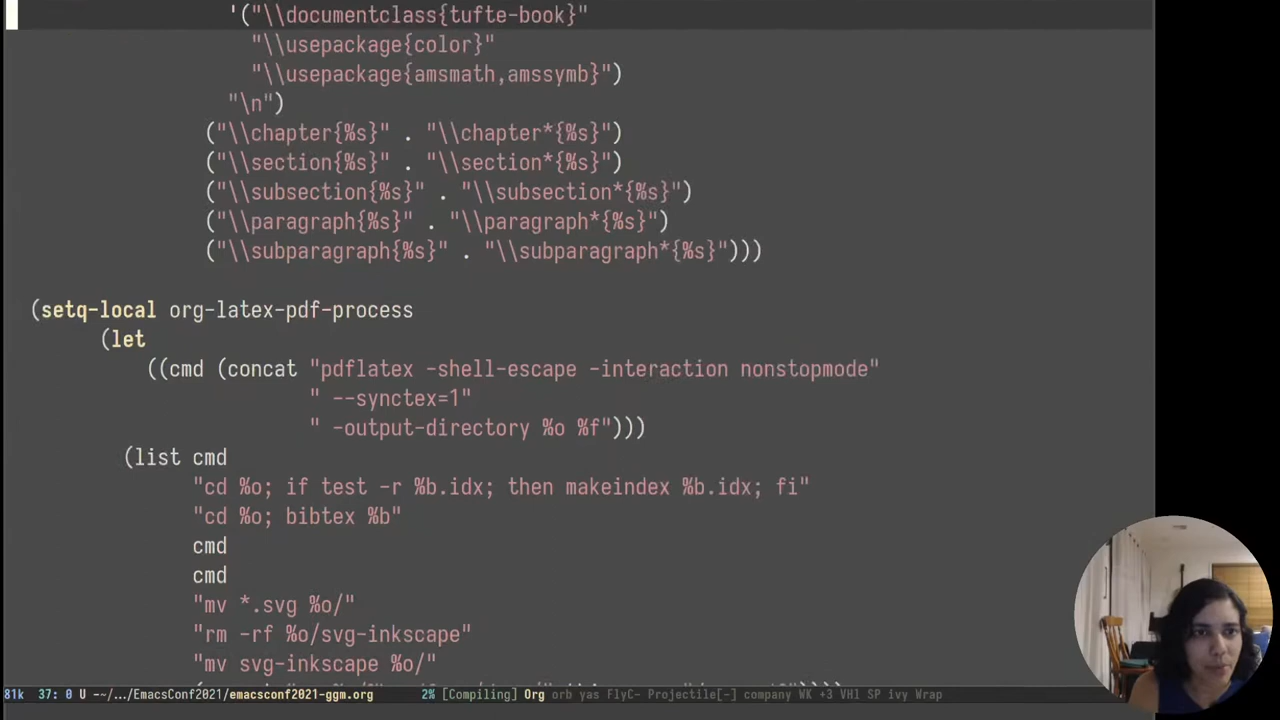 '("\\documentclass{tufte-book}"
"\\usepackage{color}"
"\\usepackage{amsmath,amssymb}")
"\n")
("\\chapter{%s}" . "\\chapter*{%s}")
("\\section{%s}" . "\\section*{%s}")
("\\subsection{%s}" . "\\subsection*{%s}")
("\\paragraph{%s}" . "\\paragraph*{%s}")
("\\subparagraph{%s}" . "\\subparagraph*{%s}")))
(setq-local org-latex-pdf-process
(let
((cmd (concat "pdflatex -shell-escape -interaction nonstopmode"
" --synctex=1"
" -output-directory %o %f")))
(list cmd
"cd %o; if test -r %b.idx; then makeindex %b.idx; fi"
"cd %o; bibtex %b"
cmd
cmd
"mv *.svg %o/"
"rm -rf %o/svg-inkscape"
"mv svg-inkscape %o/"
81k 37: 0 U -~/.../EmacsConf2021/emacsconf2021-ggm.org 2% [Compiling] Org orb yas FlyC- Projectile[-] company WK +3 VHl SP ivy Wrap